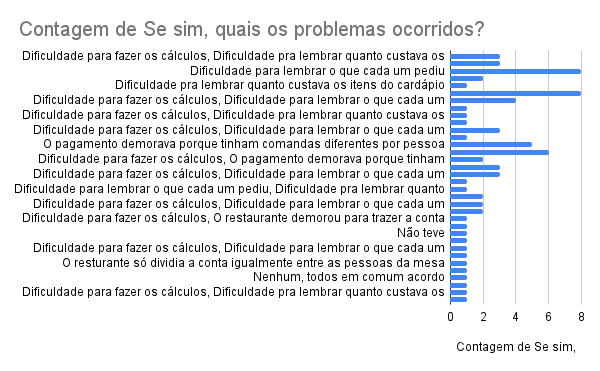 Contagem de Se sim, quais os problemas ocorridos?
Dificuldade para fazer os cálculos, Dificuldade pra lembrar quanto custava os
Dificuldade para lembrar o que cada um pediu
Dificuldade pra lembrar quanto custava os itens do cardápio
Dificuldade para fazer os cálculos, Dificuldade para lembrar o que cada um
Dificuldade para fazer os cálculos, Dificuldade pra lembrar quanto custava os
Dificuldade para fazer os cálculos, Dificuldade para lembrar o que cada um
O pagamento demorava porque tinham comandas diferentes por pessoa
Dificuldade para fazer os cálculos, O pagamento demorava porque tinham
Dificuldade para fazer os cálculos, Dificuldade para lembrar o que cada um
Dificuldade para lembrar o que cada um pediu, Dificuldade pra lembrar quanto
Dificuldade para fazer os cálculos, Dificuldade para lembrar o que cada um
Dificuldade para fazer os cálculos, O restaurante demorou para trazer a conta
Não teve
Dificuldade para fazer os cálculos, Dificuldade para lembrar o que cada um
O resturante só dividia a conta igualmente entre as pessoas da mesa
Nenhum, todos em comum acordo
Dificuldade para fazer os cálculos, Dificuldade pra lembrar quanto custava os
0 2 4 6 8
Contagem de Se sim,